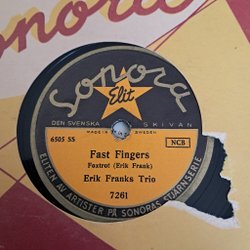 Sonora
Sonora
Elit
DEN SVENSKA SKIVAN
MADE IN SWEDEN
6505 SS
NCB
Fast Fingers
Foxtrot (Erik Frank)
Erik Franks Trio
7261
ELITEN AV ARTISTER PÅ SONORAS STJÄRNSERIE